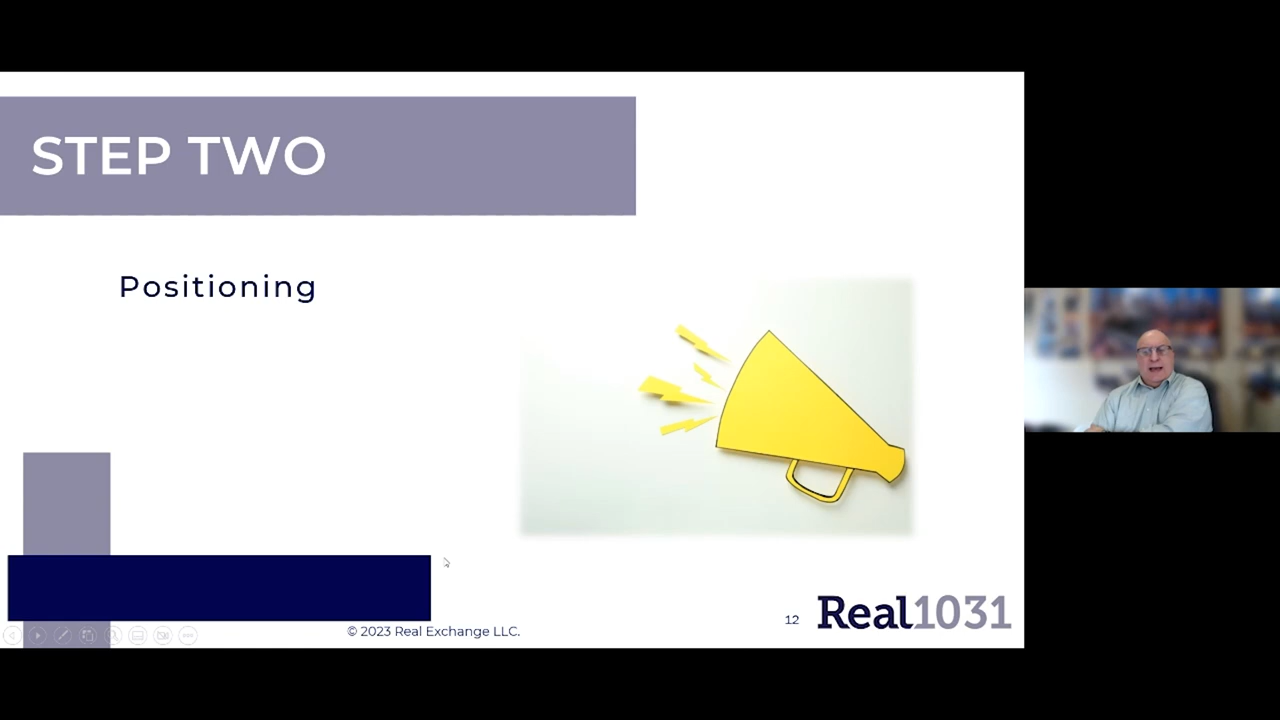 STEP TWO
Positioning
12
Real1031
© 2023 Real Exchange LLC.